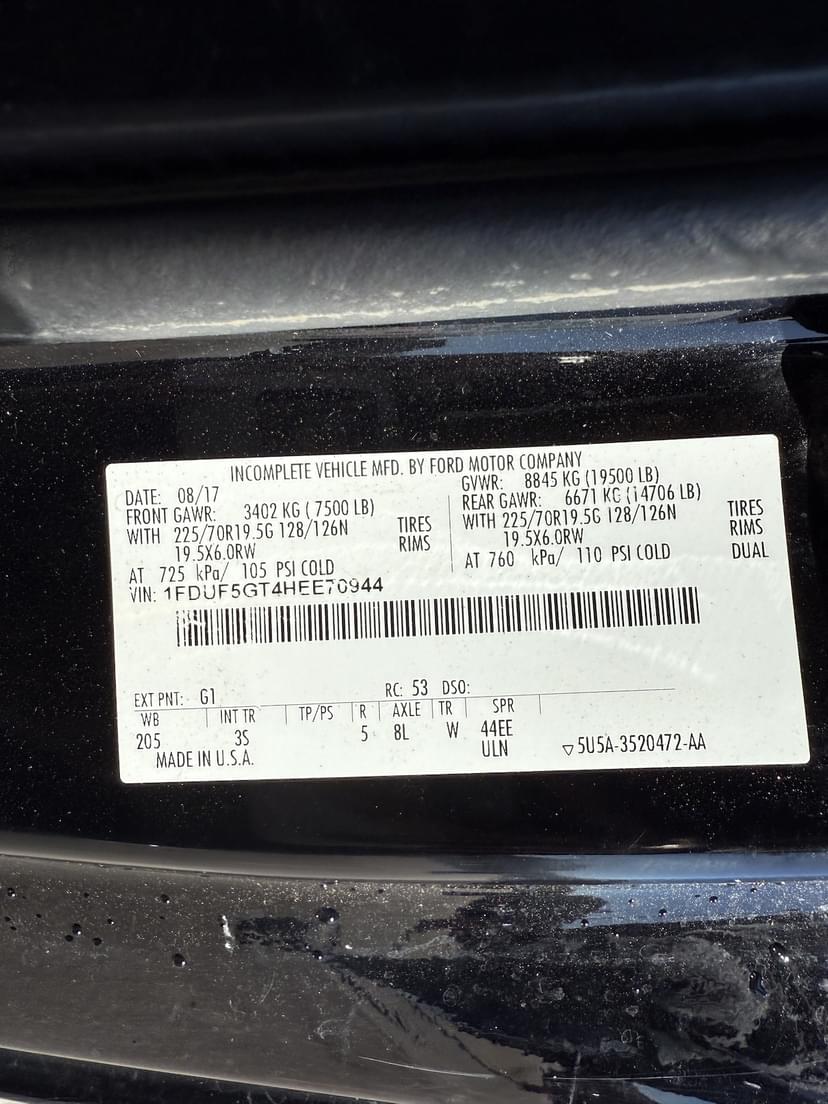 INCOMPLETE VEHICLE MFD. BY FORD MOTOR COMPANY
DATE: 08/17
FRONT GAWR: 3402 KG ( 7500 LB)
WITH 225/70R19.5G 128/126N TIRES
19.5X6.0RW RIMS
AT 725 kPa/ 105 PSI COLD
GVWR: 8845 KG (19500 LB)
REAR GAWR: 6671 KG (14706 LB)
WITH 225/70R19.5G 128/126N TIRES
19.5X6.0RW RIMS
AT 760 kPa/ 110 PSI COLD DUAL
VIN: 1FDUF5GT4HEE70944
EXT PNT: G1 RC: 53 DSO:
WB INT TR TP/PS R AXLE TR SPR
205 3S 5 8L W 44EE
ULN
MADE IN U.S.A.
▽5U5A-3520472-AA